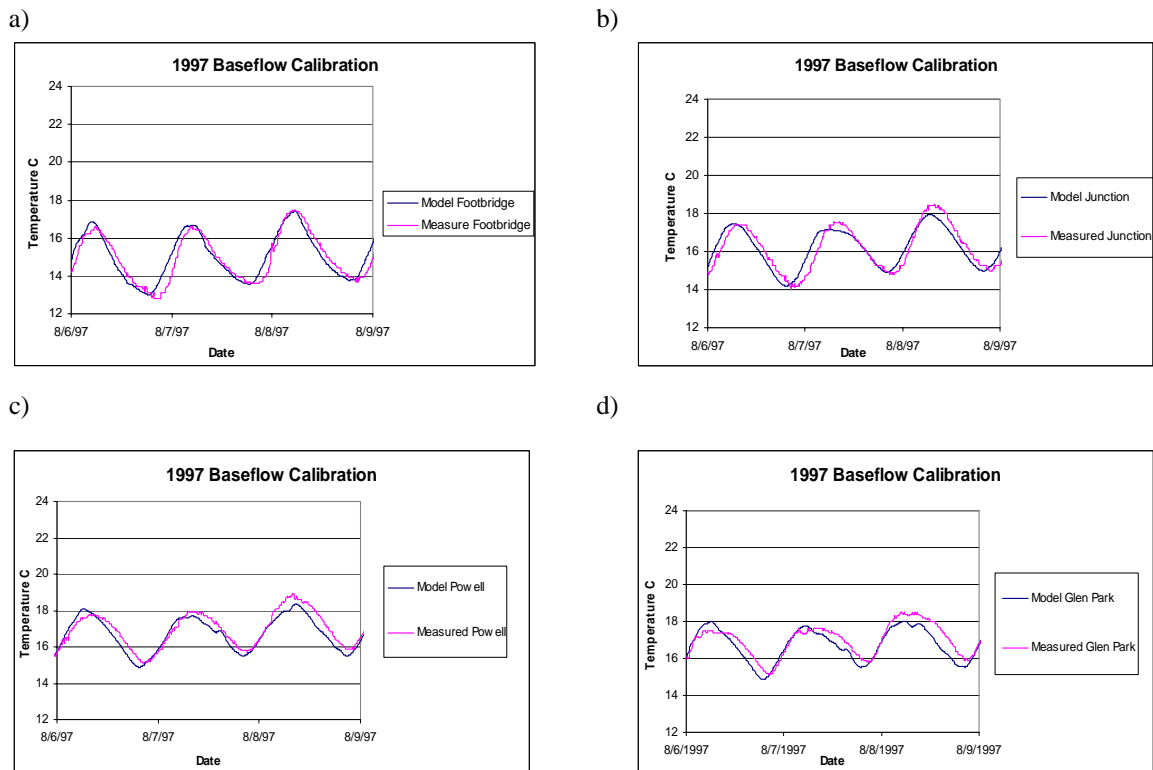 a)
1997 Baseflow Calibration
24
22
20
18
16
14
12
Temperature C
8/6/97
8/7/97
8/8/97
8/9/97
Date
Model Footbridge
Measure Footbridge
b)
1997 Baseflow Calibration
24
22
20
18
16
14
12
Temperature C
8/6/97
8/7/97
8/8/97
8/9/97
Date
Model Junction
Measured Junction
c)
1997 Baseflow Calibration
24
22
20
18
16
14
12
Temperature C
8/6/97
8/7/97
8/8/97
8/9/97
Date
Model Powell
Measured Powell
d)
1997 Baseflow Calibration
24
22
20
18
16
14
12
Temperature C
8/6/1997
8/7/1997
8/8/1997
8/9/1997
Date
Model Glen Park
Measured Glen Park